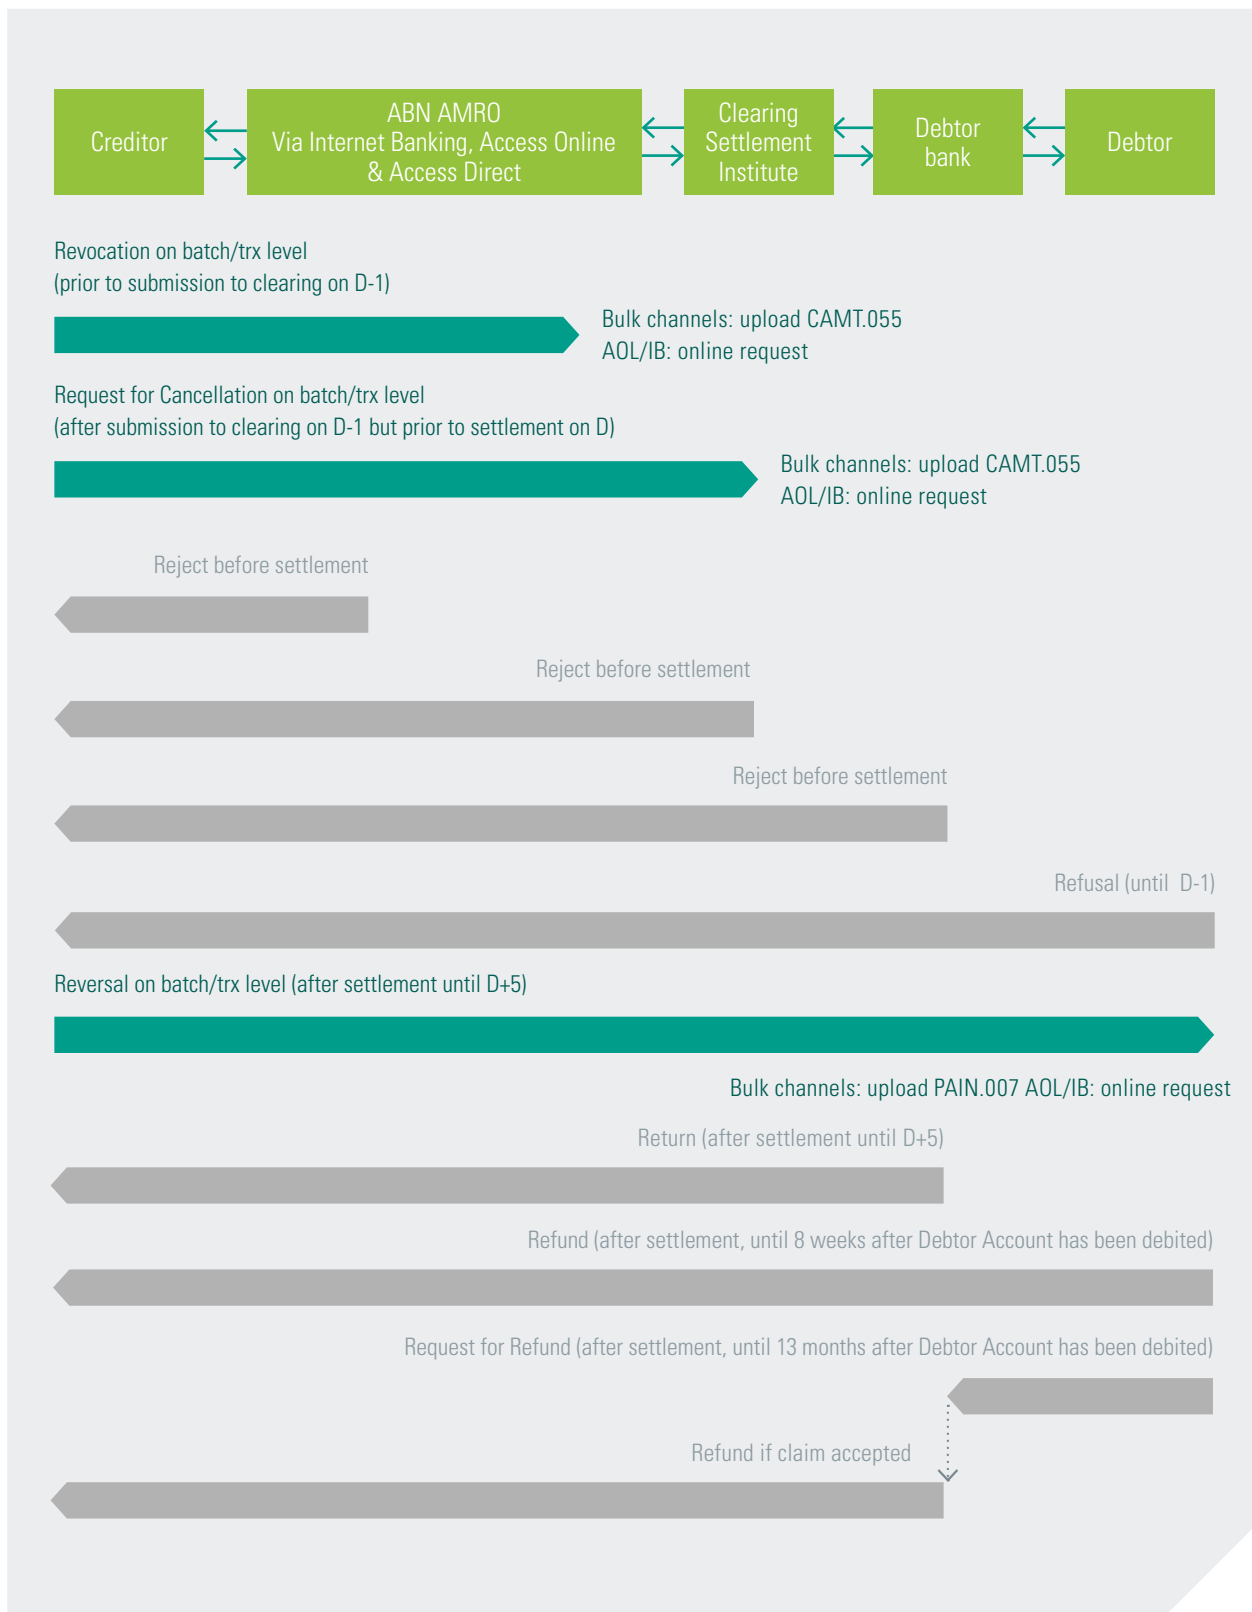 Creditor
ABN AMRO
Via Internet Banking, Access Online
& Access Direct
Clearing
Settlement
Institute
Debtor
bank
Debtor
Revocation on batch/trx level
(prior to submission to clearing on D-1)
Bulk channels: upload CAMT.055
AOL/IB: online request
Request for Cancellation on batch/trx level
(after submission to clearing on D-1 but prior to settlement on D)
Bulk channels: upload CAMT.055
AOL/IB: online request
Reject before settlement
Reject before settlement
Reject before settlement
Refusal (until D-1)
Reversal on batch/trx level (after settlement until D+5)
Bulk channels: upload PAIN.007 AOL/IB: online request
Return (after settlement until D+5)
Refund (after settlement, until 8 weeks after Debtor Account has been debited)
Request for Refund (after settlement, until 13 months after Debtor Account has been debited)
Refund if claim accepted